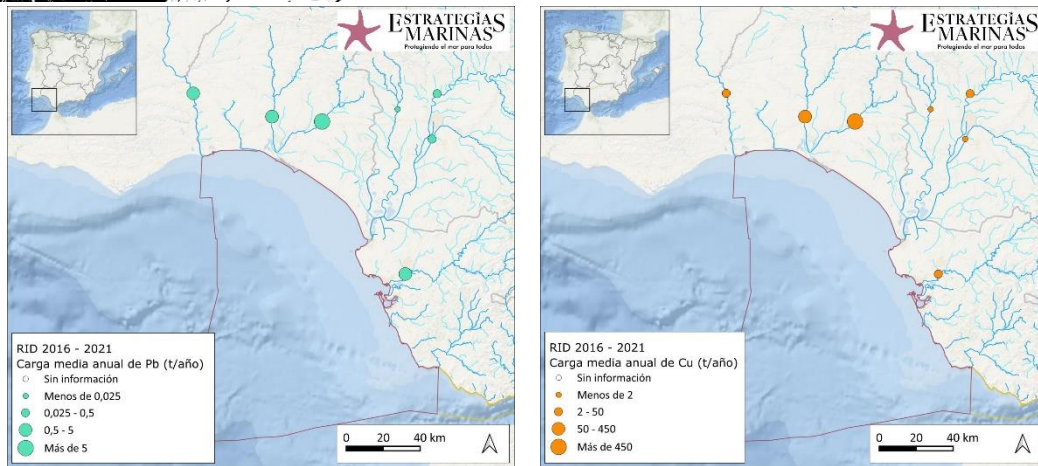 ESTRATEGIAS
MARINAS
Protegiendo el mar para todos
RID 2016 - 2021
Carga media anual de Pb (t/año)
Sin información
Menos de 0,025
0,025 - 0,5
0,5 - 5
Más de 5
0 20 40 km
ESTRATEGIAS
MARINAS
Protegiendo el mar para todos
RID 2016 - 2021
Carga media anual de Cu (t/año)
Sin información
Menos de 2
2 - 50
50 - 450
Más de 450
0 20 40 km